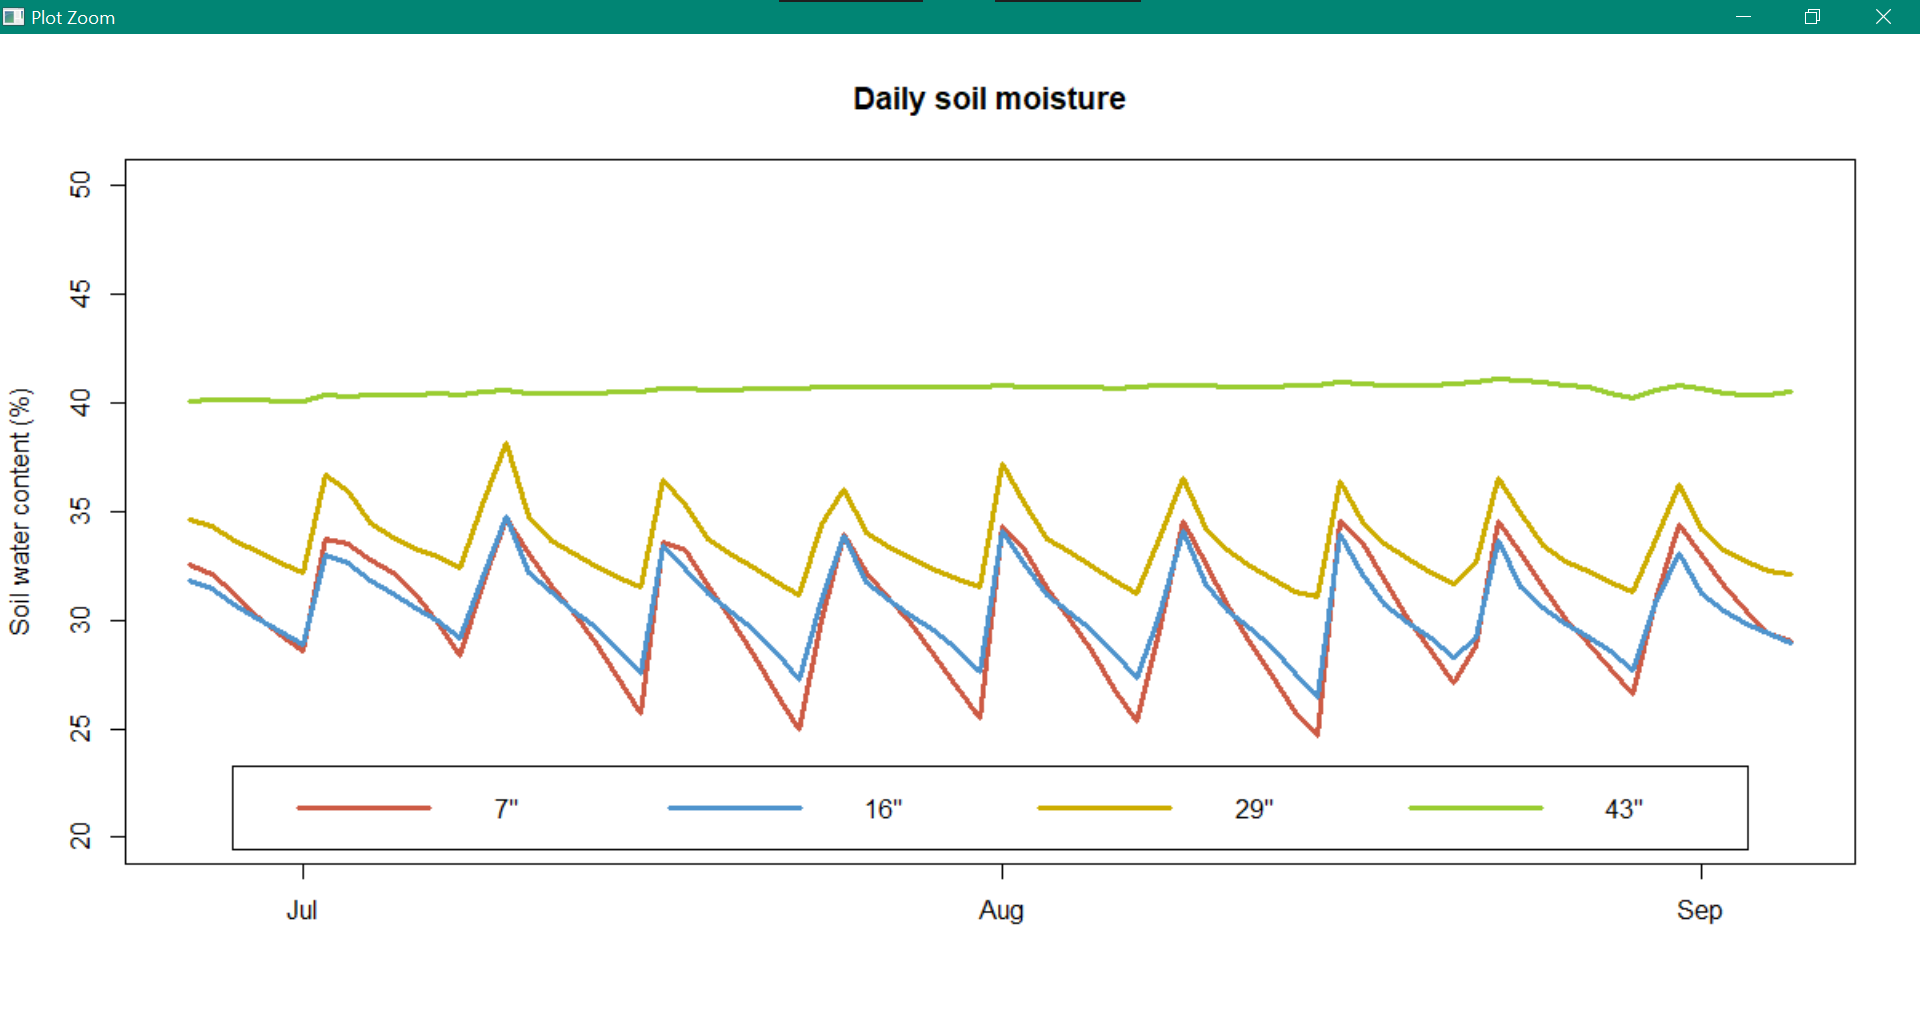 Plot Zoom
Daily soil moisture
Soil water content (%)
50
45
40
35
30
25
20
7" 16" 29" 43"
Jul Aug Sep